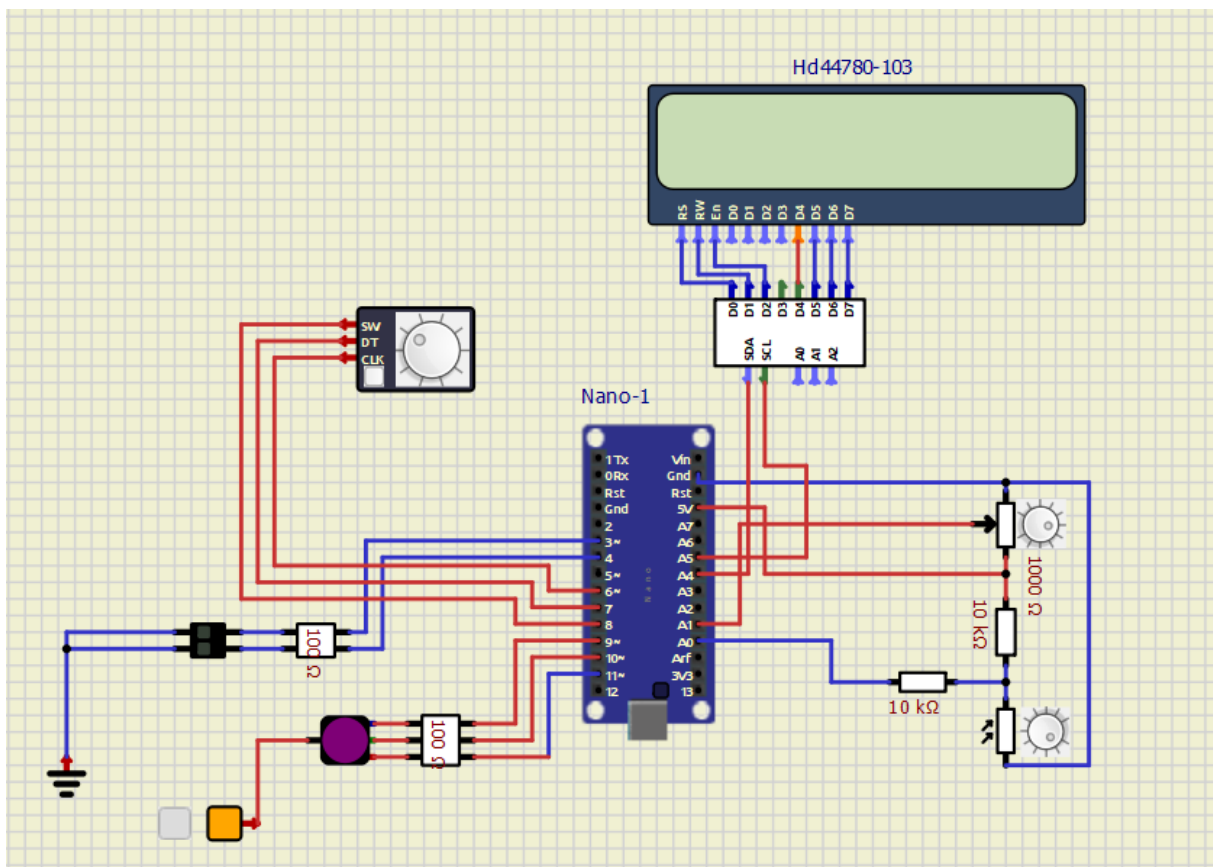 Hd44780-103
RS RW En D0 D1 D2 D3 D4 D5 D6 D7
D0 D1 D2 D3 D4 D5 D6 D7
SDA SCL A0 A1 A2
SW
DT
CLK
Nano-1
1Tx Vin
0Rx Gnd
Rst Rst
Gnd 5V
2 A7
3~ A6
4 A5
5~ A4
6~ A3
7 A2
8 A1
9~ A0
10~ Arf
11~ 3V3
12 13
Nano
1000 Ω
10 kΩ
10 kΩ
100 Ω
100 Ω